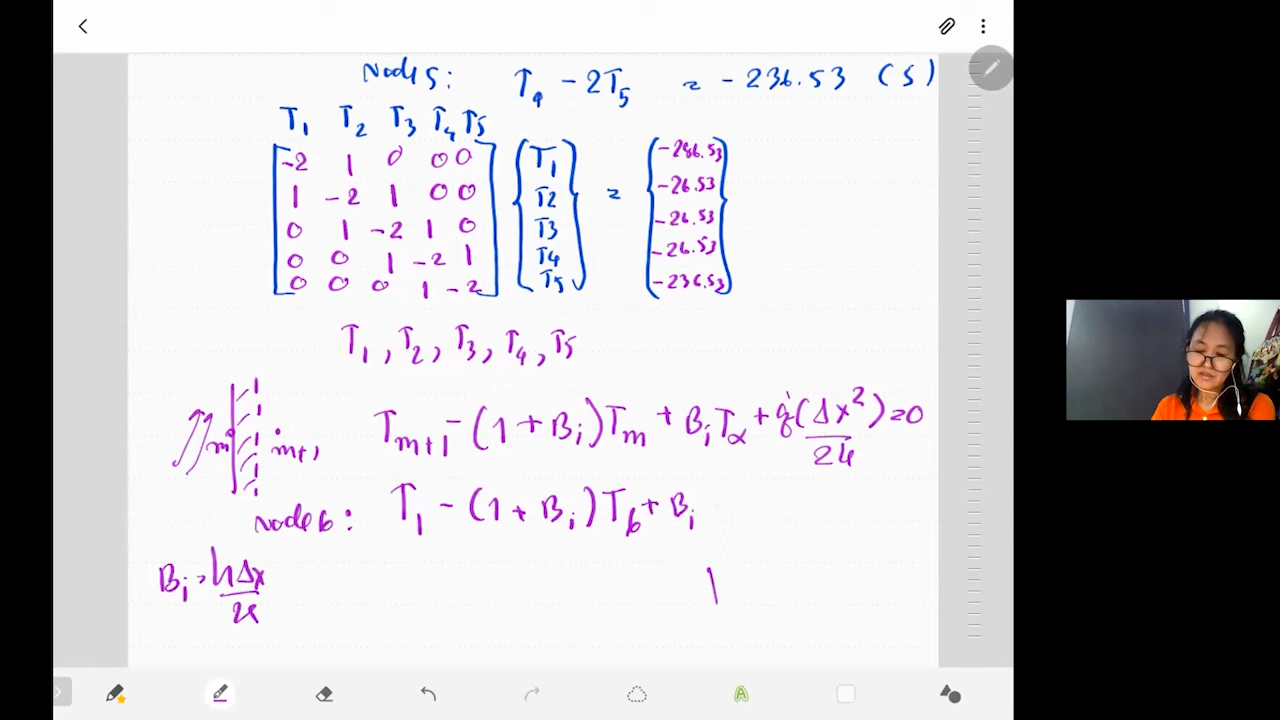 Node 5: T₄ - 2T₅ = -236.53 (5)
T₁ T₂ T₃ T₄ T₅
-2 1 0 0 0 T₁ = -286.53
1 -2 1 0 0 T₂ -26.53
0 1 -2 1 0 T₃ -26.53
0 0 1 -2 1 T₄ -26.53
0 0 0 1 -2 T₅ -236.53
T₁, T₂, T₃, T₄, T₅
m m+1 Tₘ₊₁ - (1 + Bᵢ)Tₘ + BᵢT∞ + q̇(Δx²)/2k = 0
Node 6: T₁ - (1 + Bᵢ)T₆ + Bᵢ
Bᵢ = hΔx/k